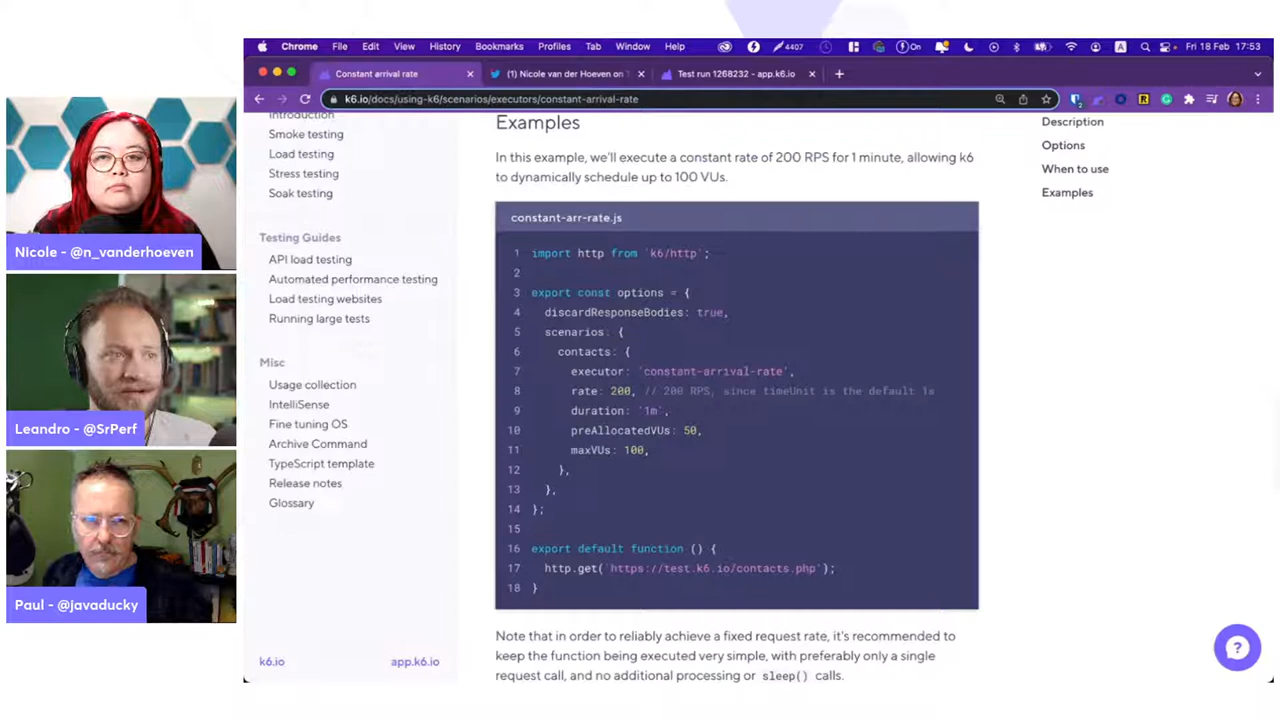 Chrome File Edit View History Bookmarks Profiles Tab Window Help 4407 On A Fri 18 Feb 17:53
Constant arrival rate
(1) Nicole van der Hoeven on T
Test run 1268232 - app.k6.io
k6.io/docs/using-k6/scenarios/executors/constant-arrival-rate
Introduction
Smoke testing
Load testing
Stress testing
Soak testing
Testing Guides
API load testing
Automated performance testing
Load testing websites
Running large tests
Misc
Usage collection
IntelliSense
Fine tuning OS
Archive Command
TypeScript template
Release notes
Glossary
k6.io
app.k6.io
Examples
In this example, we'll execute a constant rate of 200 RPS for 1 minute, allowing k6
to dynamically schedule up to 100 VUs.
constant-arr-rate.js
1 import http from 'k6/http';
2
3 export const options = {
4 discardResponseBodies: true,
5 scenarios: {
6 contacts: {
7 executor: 'constant-arrival-rate',
8 rate: 200, // 200 RPS, since timeUnit is the default 1s
9 duration: '1m',
10 preAllocatedVUs: 50,
11 maxVUs: 100,
12 },
13 },
14 };
15
16 export default function () {
17 http.get('https://test.k6.io/contacts.php');
18 }
Note that in order to reliably achieve a fixed request rate, it's recommended to
keep the function being executed very simple, with preferably only a single
request call, and no additional processing or sleep() calls.
Description
Options
When to use
Examples
?
Nicole - @n_vanderhoeven
Leandro - @SrPerf
Paul - @javaducky